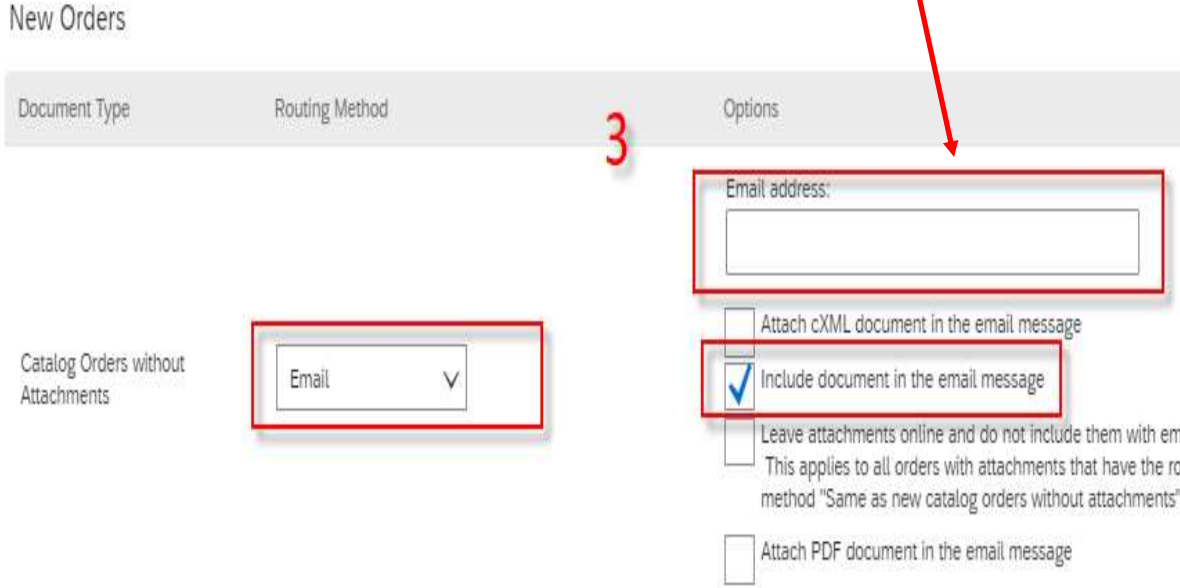 New Orders
Document Type Routing Method Options
3
Email address:
Attach cXML document in the email message
Catalog Orders without
Attachments
Email
Include document in the email message
Leave attachments online and do not include them with em
This applies to all orders with attachments that have the ro
method "Same as new catalog orders without attachments"
Attach PDF document in the email message